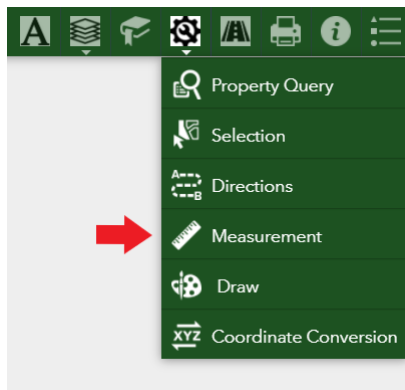 A
i
Property Query
Selection
A
B
Directions
Measurement
Draw
XYZ
Coordinate Conversion